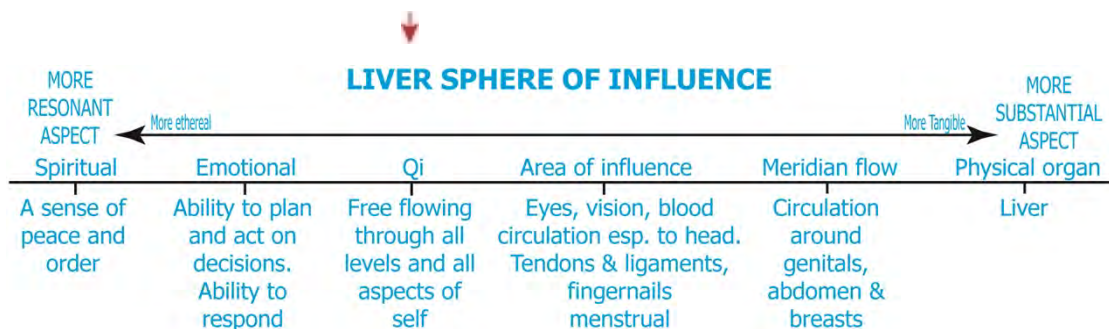 LIVER SPHERE OF INFLUENCE
MORE
RESONANT
ASPECT
More ethereal
More Tangible
MORE
SUBSTANTIAL
ASPECT
Spiritual
Emotional
Qi
Area of influence
Meridian flow
Physical organ
A sense of
peace and
order
Ability to plan
and act on
decisions.
Ability to
respond
Free flowing
through all
levels and all
aspects of
self
Eyes, vision, blood
circulation esp. to head.
Tendons & ligaments,
fingernails
menstrual
Circulation
around
genitals,
abdomen &
breasts
Liver